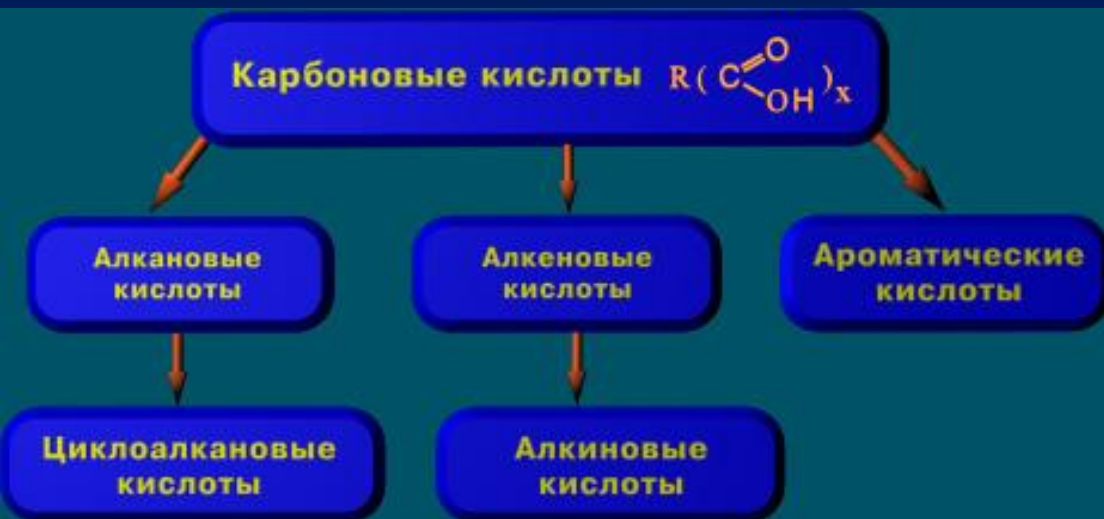 Карбоновые кислоты R(C=O-OH)x
Алкановые
кислоты
Алкеновые
кислоты
Ароматические
кислоты
Циклоалкановые
кислоты
Алкиновые
кислоты